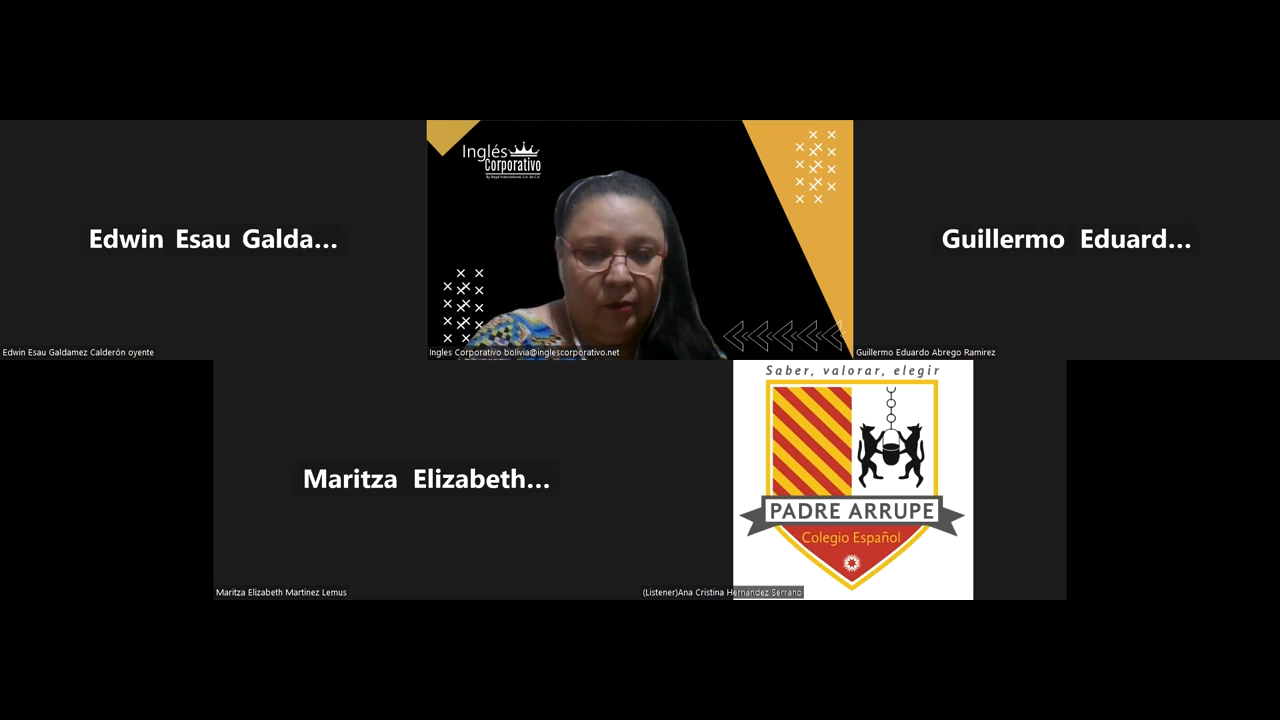 Edwin Esau Galda...
Edwin Esau Galdamez Calderón oyente
Inglés
Corporativo
Ingles Corporativo bolivia@inglescorporativo.net
Guillermo Eduard...
Guillermo Eduardo Abrego Ramirez
Maritza Elizabeth...
Maritza Elizabeth Martinez Lemus
Saber, valorar, elegir
PADRE ARRUPE
Colegio Español
(Listener)Ana Cristina Hernández Serrano